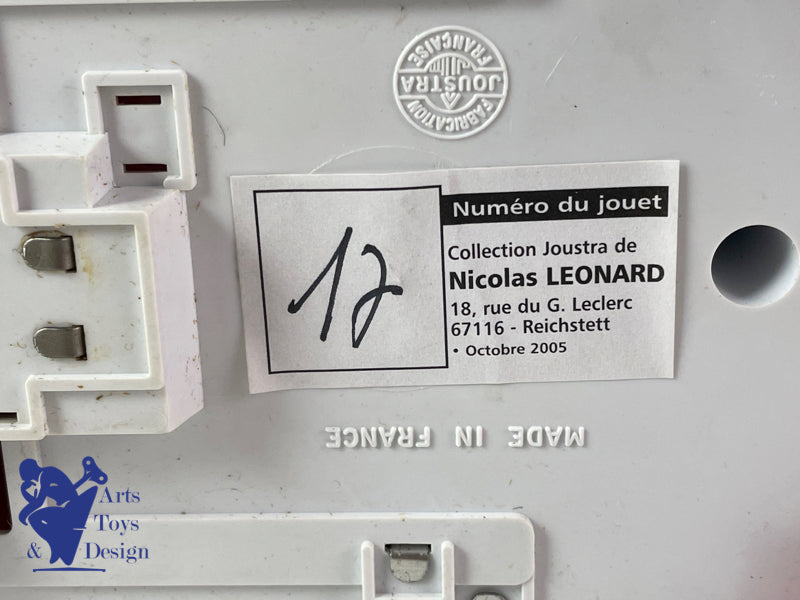 FABRICATION
JOUSTRA
FRANÇAISE
Numéro du jouet
17
Collection Joustra de
Nicolas LEONARD
18, rue du G. Leclerc
67116 - Reichstett
• Octobre 2005
MADE IN FRANCE
Arts
Toys
& Design